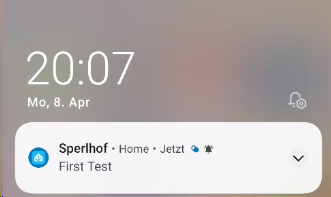 20:07
Mo, 8. Apr
Sperlhof • Home • Jetzt
First Test